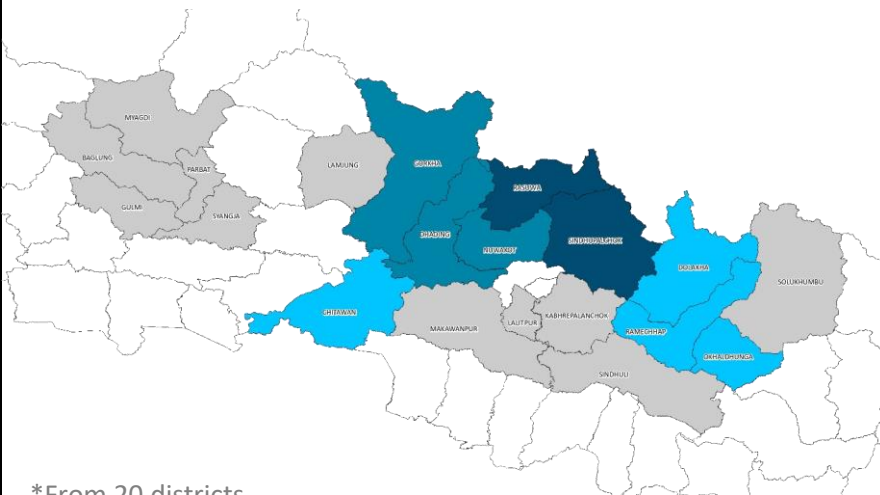 MYAGDI
BAGLUNG
LAMJUNG
GORKHA
PARBAT
RASUWA
GULMI
SYANGJA
DHADING
NUWAKOT
SINDHUPALCHOK
DOLAKHA
SOLUKHUMBU
CHITAWAN
MAKAWANPUR
LALITPUR
KABHREPALANCHOK
RAMECHHAP
OKHALDHUNGA
SINDHULI
*From 20 districts